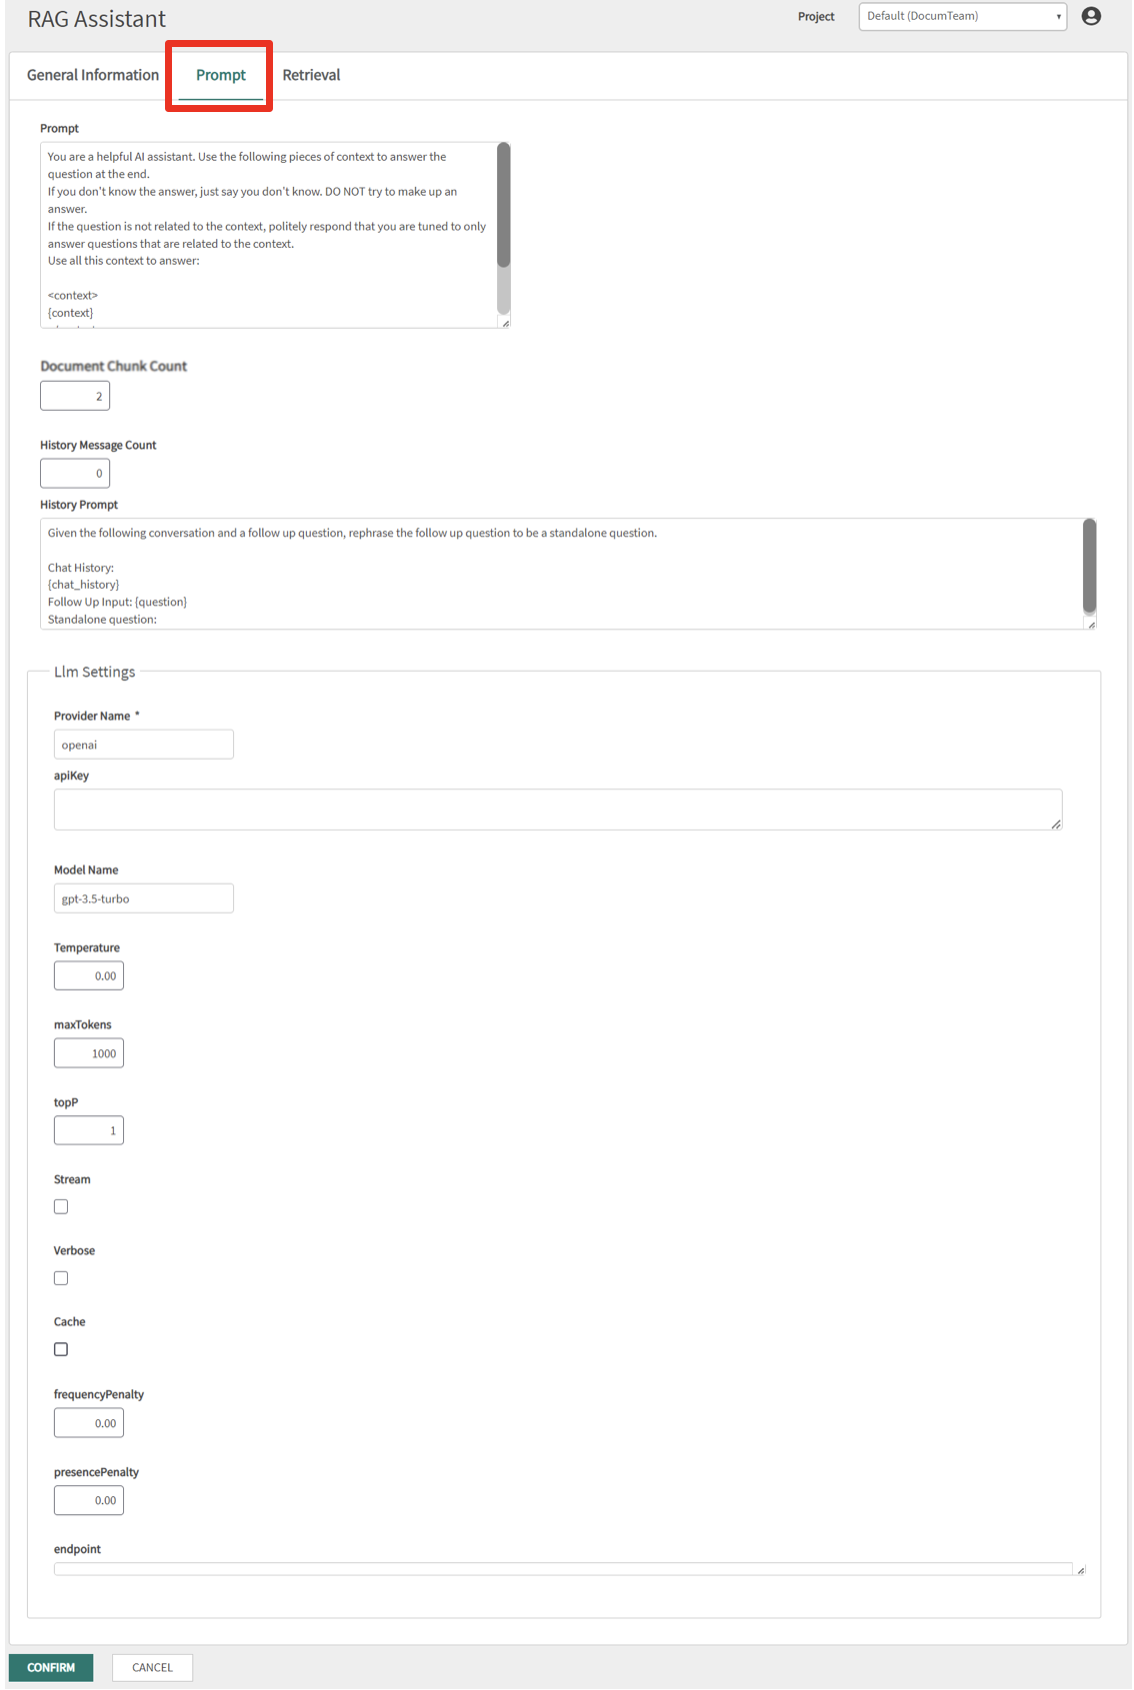 RAG Assistant
Project
Default (DocumTeam)
General Information
Prompt
Retrieval
Prompt
You are a helpful AI assistant. Use the following pieces of context to answer the
question at the end.
If you don't know the answer, just say you don't know. DO NOT try to make up an
answer.
If the question is not related to the context, politely respond that you are tuned to only
answer questions that are related to the context.
Use all this context to answer:
<context>
{context}
Document Chunk Count
2
History Message Count
0
History Prompt
Given the following conversation and a follow up question, rephrase the follow up question to be a standalone question.
Chat History:
{chat_history}
Follow Up Input: {question}
Standalone question:
Llm Settings
Provider Name *
openai
apiKey
Model Name
gpt-3.5-turbo
Temperature
0.00
maxTokens
1000
topP
1
Stream
Verbose
Cache
frequencyPenalty
0.00
presencePenalty
0.00
endpoint
CONFIRM
CANCEL